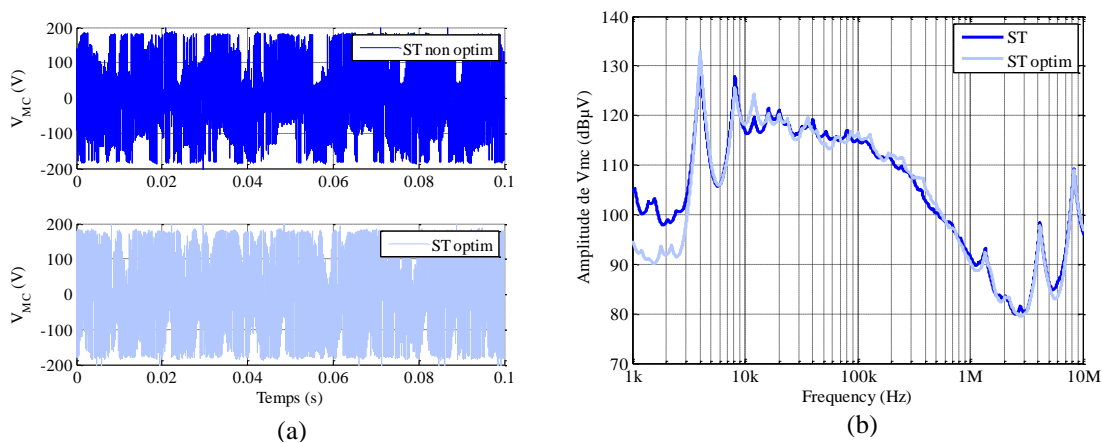 200
100
0
-100
-200
V_MC (V)
ST non optim
0 0.02 0.04 0.06 0.08 0.1
200
100
0
-100
-200
V_MC (V)
ST optim
0 0.02 0.04 0.06 0.08 0.1
Temps (s)
(a)
140
130
120
110
100
90
80
70
Amplitude de Vmc (dBµV)
ST
ST optim
1k 10k 100k 1M 10M
Frequency (Hz)
(b)